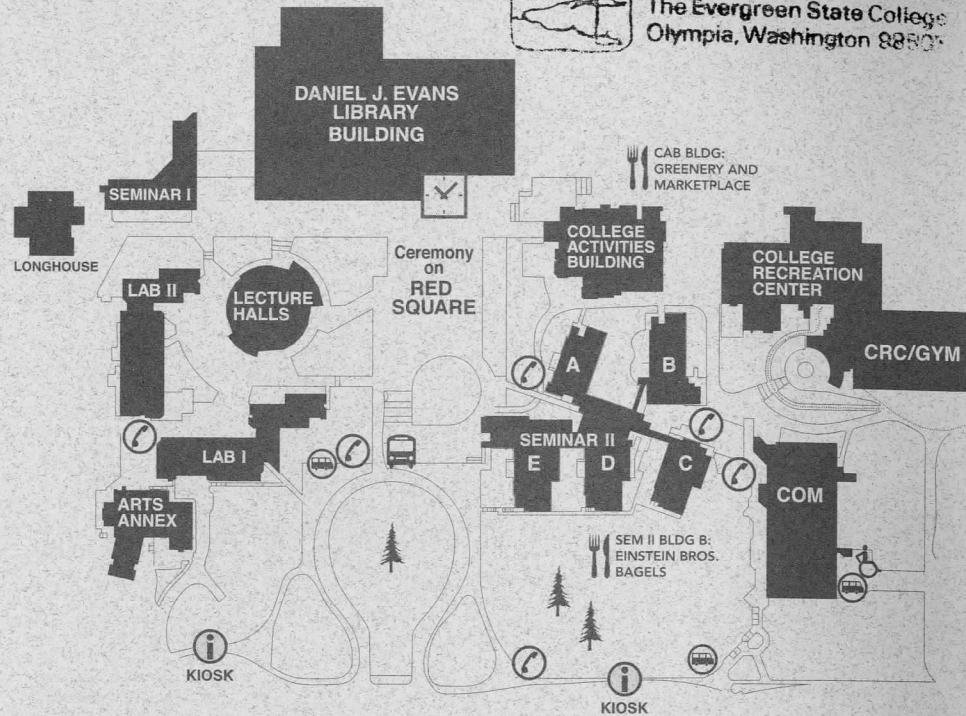 The Evergreen State College
Olympia, Washington
DANIEL J. EVANS
LIBRARY
BUILDING
CAB BLDG:
GREENERY AND
MARKETPLACE
SEMINAR I
LONGHOUSE
COLLEGE
ACTIVITIES
BUILDING
Ceremony
on
RED
SQUARE
COLLEGE
RECREATION
CENTER
LAB II
LECTURE
HALLS
CRC/GYM
A
B
SEMINAR II
E
D
C
LAB I
COM
ARTS
ANNEX
SEM II BLDG B:
EINSTEIN BROS.
BAGELS
i
KIOSK
i
KIOSK